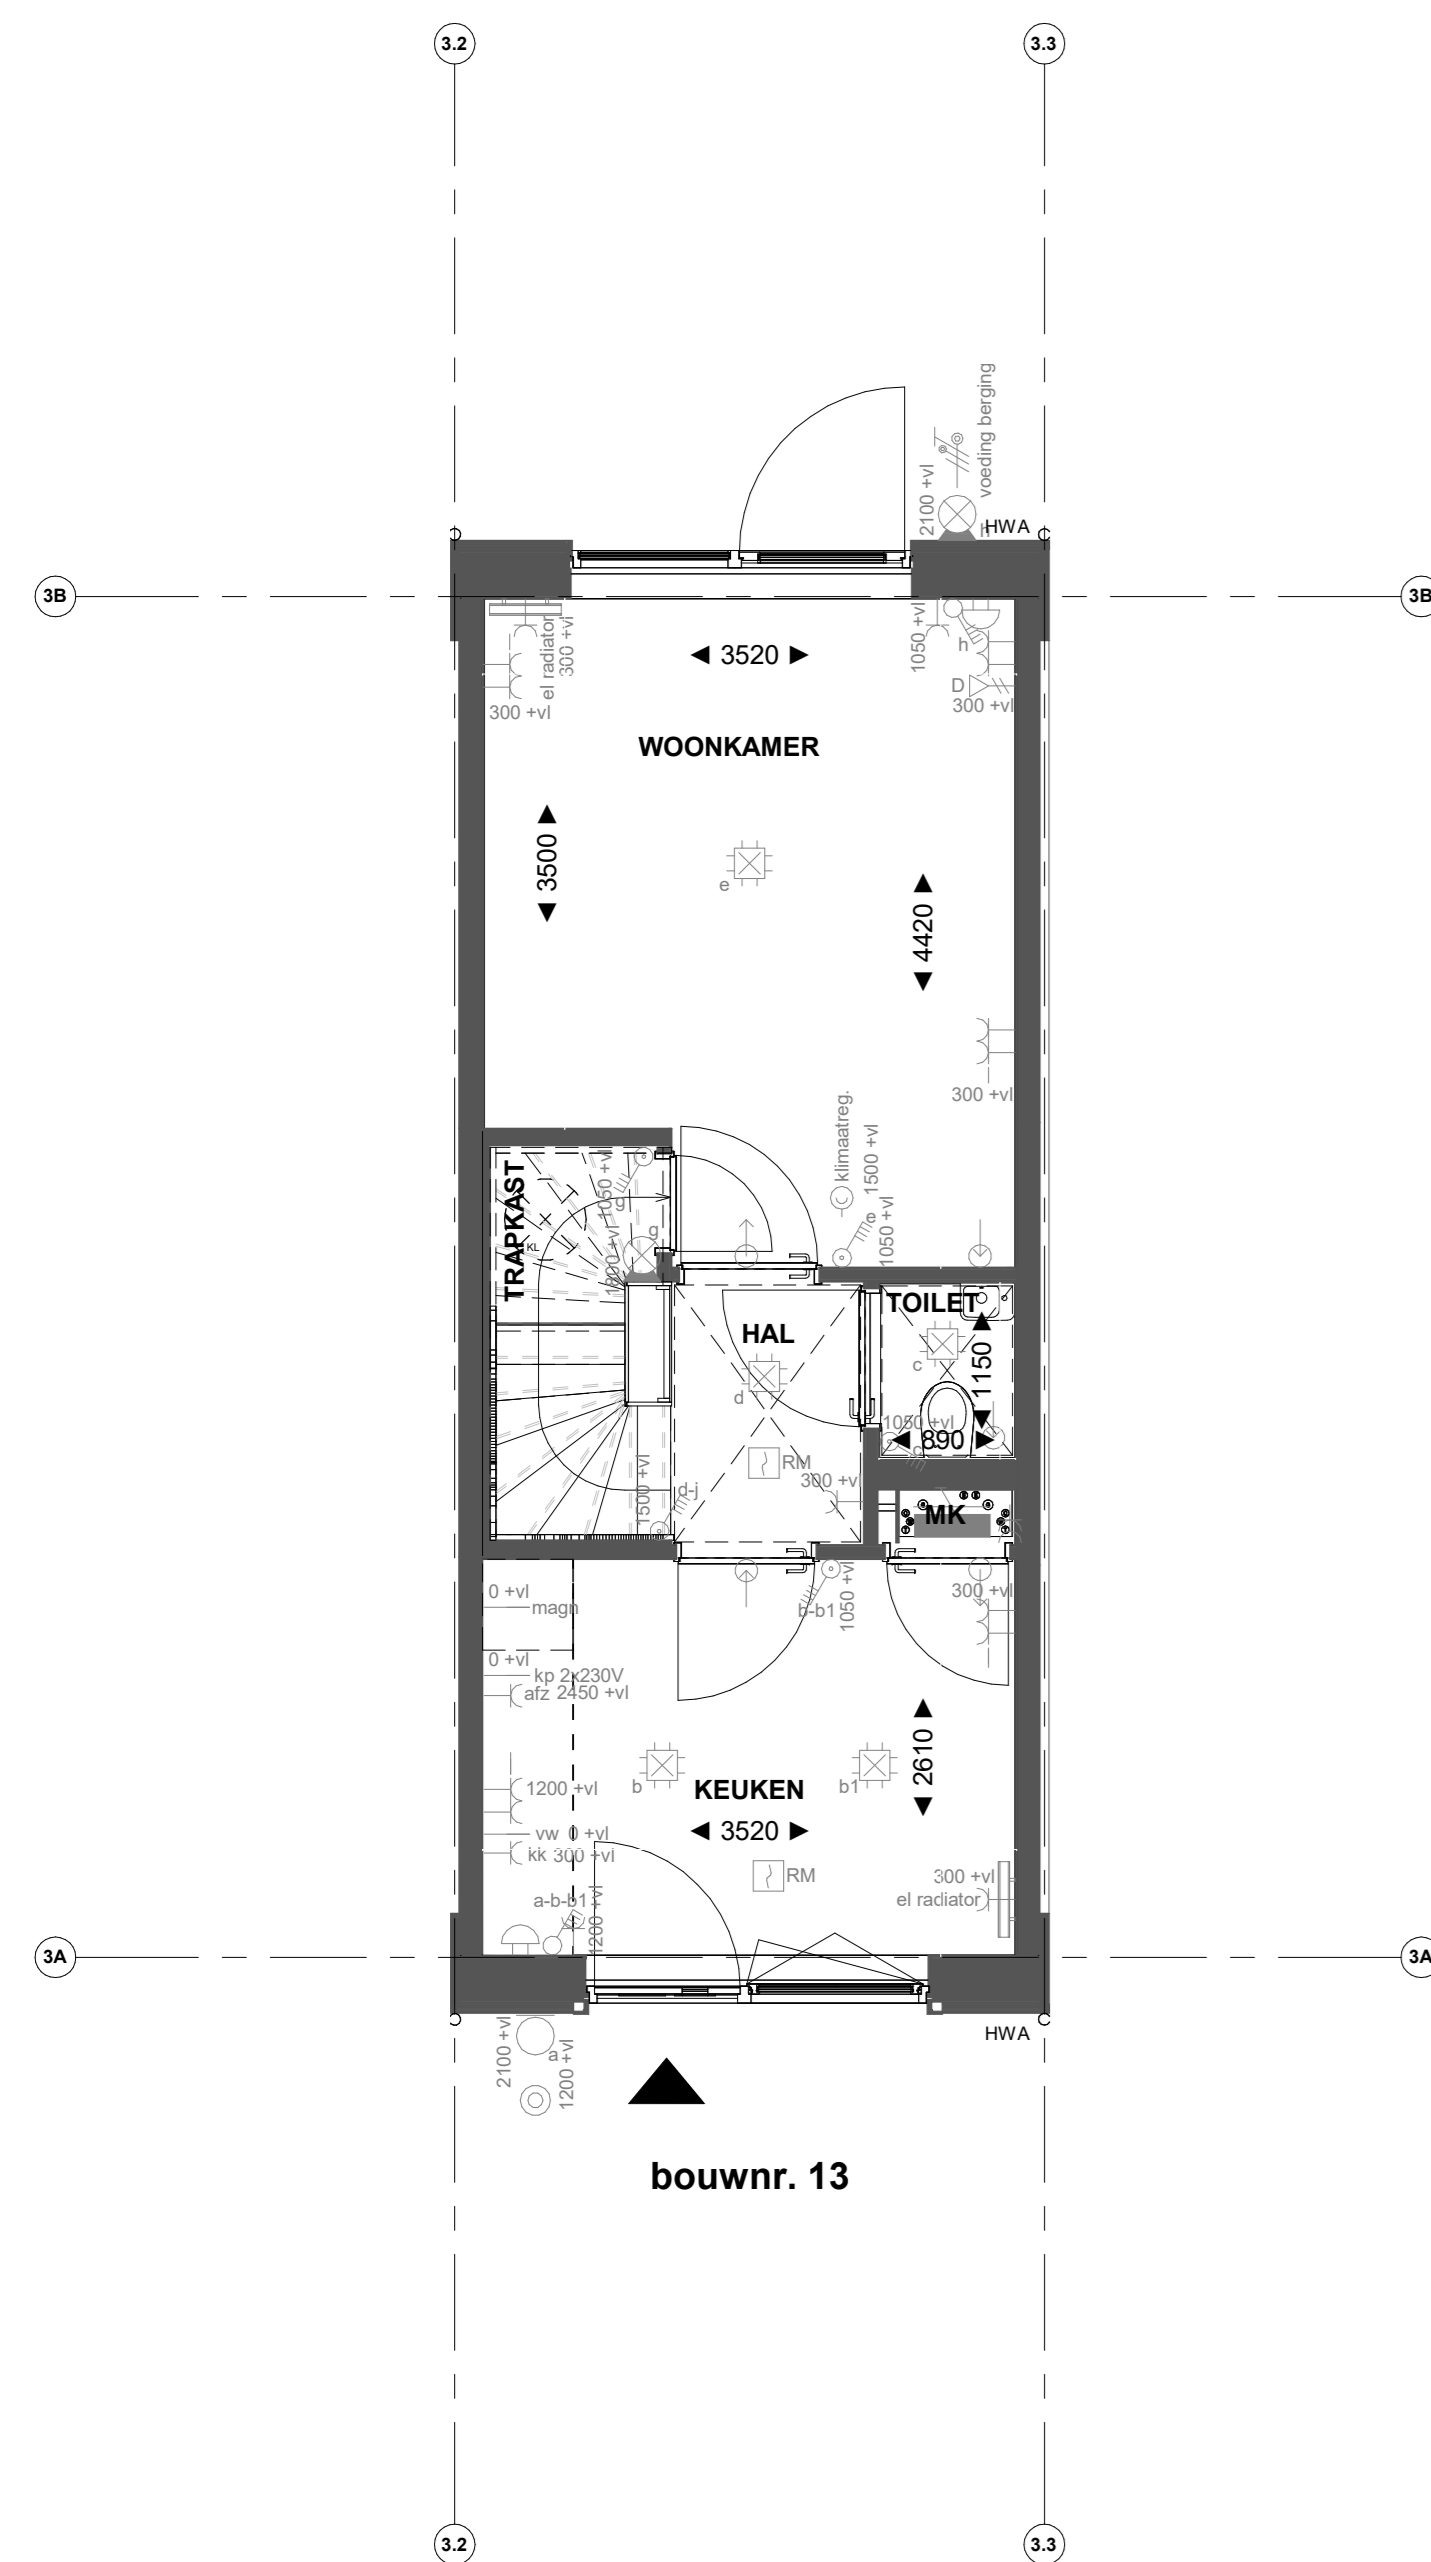 3.2
3.3
voeding berging
2100 +vl
h
HWA
3B
3B
el radiator
300 +vl
300 +vl
3520
1050 +vl
h
D
300 +vl
WOONKAMER
3500
e
4420
300 +vl
klimaatreg.
1500 +vl
e
1050 +vl
TRAPKAST
KL
1050 +vl
g
g
1800 +vl
HAL
d
RM
300 +vl
TOILET
c
1150
1050 +vl
890
c
1500 +vl
d-j
MK
0 +vl
magn
b-b1
1050 +vl
300 +vl
0 +vl
kp 2x230V
afz 2450 +vl
2610
b
KEUKEN
b1
1200 +vl
3520
vw 0 +vl
kk 300 +vl
RM
300 +vl
el radiator
a-b-b1
1200 +vl
3A
3A
2100 +vl
a
1200 +vl
HWA
bouwnr. 13
3.2
3.3